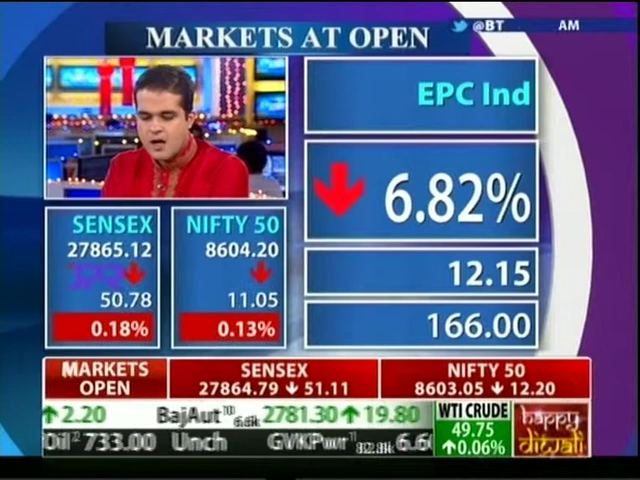 MARKETS AT OPEN
@BT
AM
EPC Ind
6.82%
12.15
166.00
SENSEX
27865.12
50.78
0.18%
NIFTY 50
8604.20
11.05
0.13%
MARKETS
OPEN
SENSEX
27864.79 51.11
NIFTY 50
8603.05 12.20
2.20 BajAut 2781.30 19.80
Oil 733.00 Unch GVKPwr
WTI CRUDE
49.75
0.06%
happy
diwali